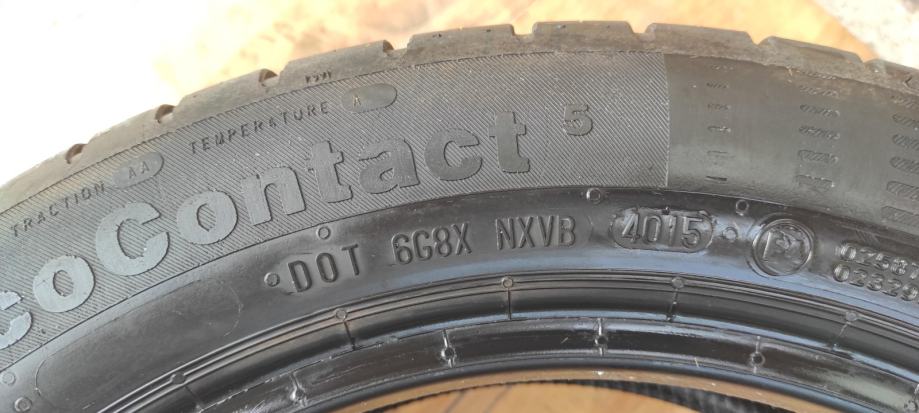 TRACTION AA TEMPERATURE A
coContact 5
DOT 6G8X NXVB 4015